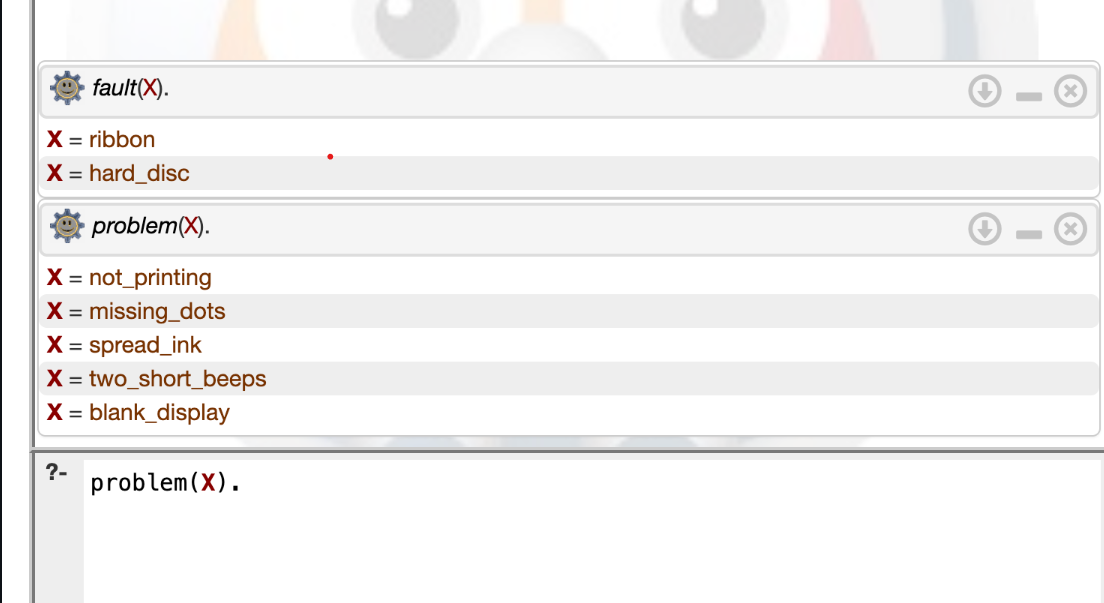 fault(X).
X = ribbon
X = hard_disc
problem(X).
X = not_printing
X = missing_dots
X = spread_ink
X = two_short_beeps
X = blank_display
?- problem(X).